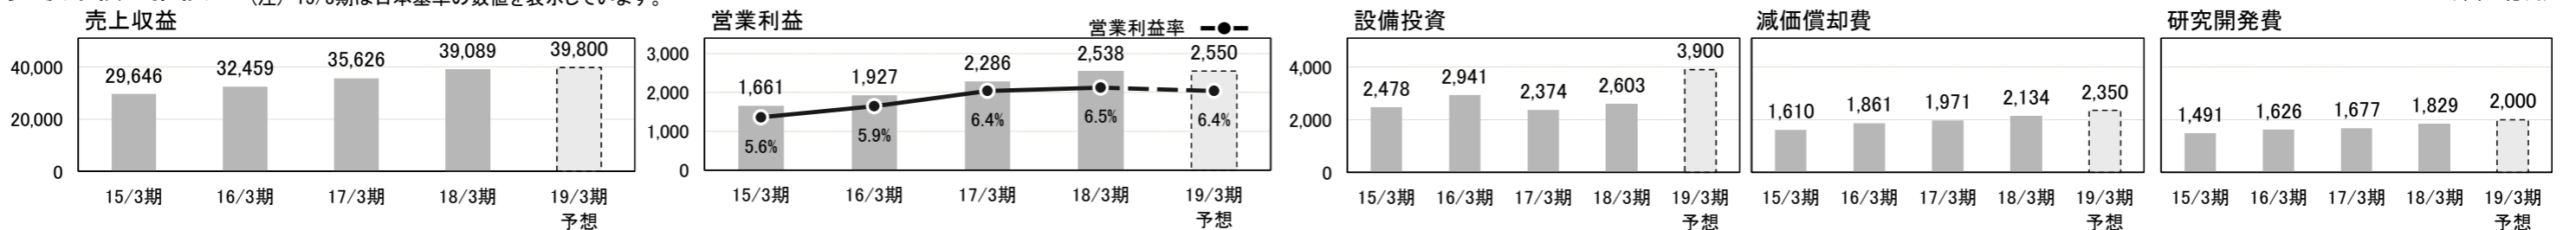 (注) 15/3期は日本基準の数値を表示しています。
売上収益
40,000
20,000
0
29,646
32,459
35,626
39,089
39,800
15/3期
16/3期
17/3期
18/3期
19/3期
予想
営業利益
営業利益率
3,000
2,000
1,000
0
1,661
1,927
2,286
2,538
2,550
5.6%
5.9%
6.4%
6.5%
6.4%
15/3期
16/3期
17/3期
18/3期
19/3期
予想
設備投資
4,000
2,000
0
2,478
2,941
2,374
2,603
3,900
15/3期
16/3期
17/3期
18/3期
19/3期
予想
減価償却費
1,610
1,861
1,971
2,134
2,350
15/3期
16/3期
17/3期
18/3期
19/3期
予想
研究開発費
1,491
1,626
1,677
1,829
2,000
15/3期
16/3期
17/3期
18/3期
19/3期
予想